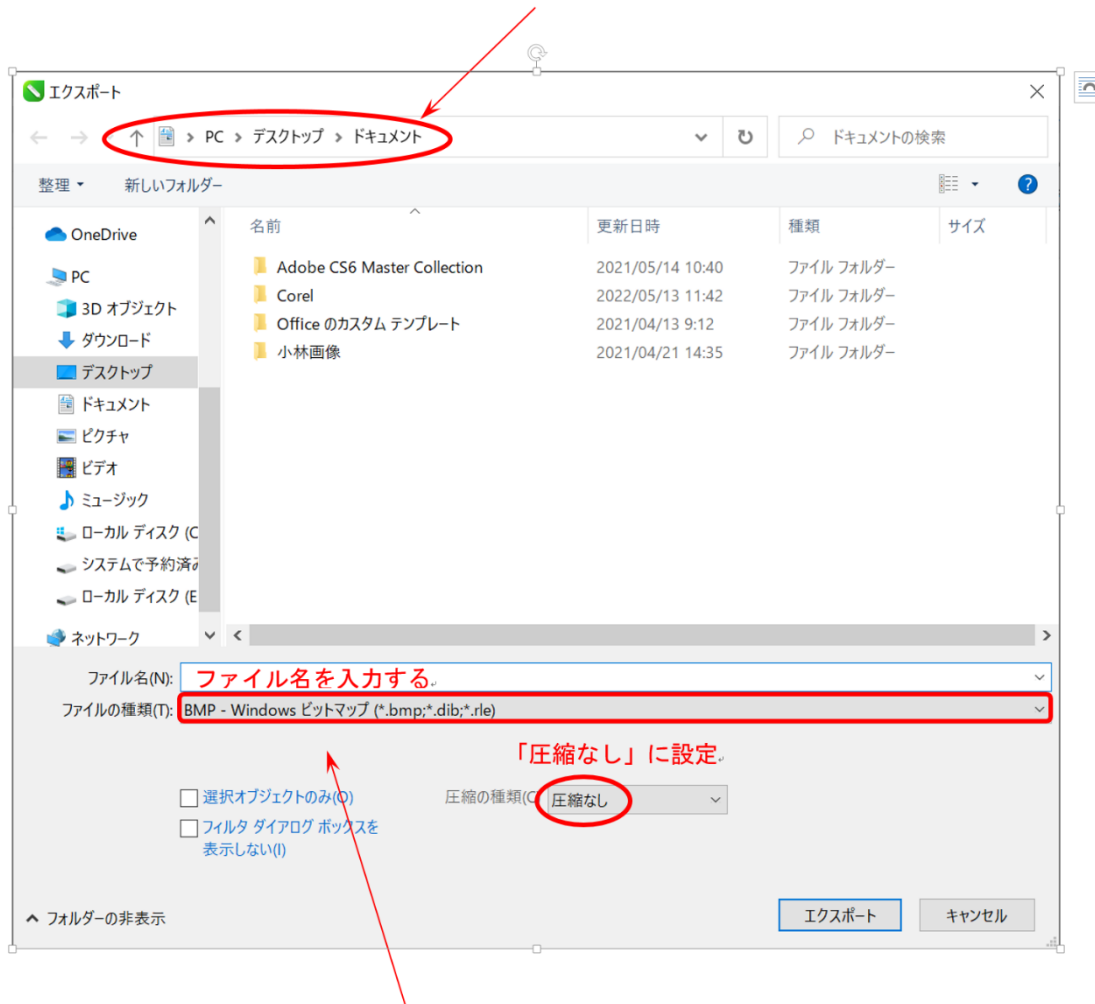 エクスポート
PC › デスクトップ › ドキュメント
ドキュメントの検索
整理
新しいフォルダー
OneDrive
PC
3D オブジェクト
ダウンロード
デスクトップ
ドキュメント
ピクチャ
ビデオ
ミュージック
ローカル ディスク (C
システムで予約済み
ローカル ディスク (E
ネットワーク
名前 更新日時 種類 サイズ
Adobe CS6 Master Collection 2021/05/14 10:40 ファイル フォルダー
Corel 2022/05/13 11:42 ファイル フォルダー
Office のカスタム テンプレート 2021/04/13 9:12 ファイル フォルダー
小林画像 2021/04/21 14:35 ファイル フォルダー
ファイル名(N): ファイル名を入力する
ファイルの種類(T): BMP - Windows ビットマップ (*.bmp;*.dib;*.rle)
「圧縮なし」に設定
選択オブジェクトのみ(O)
圧縮の種類(C 圧縮なし
フィルタ ダイアログ ボックスを
表示しない(I)
フォルダーの非表示
エクスポート
キャンセル